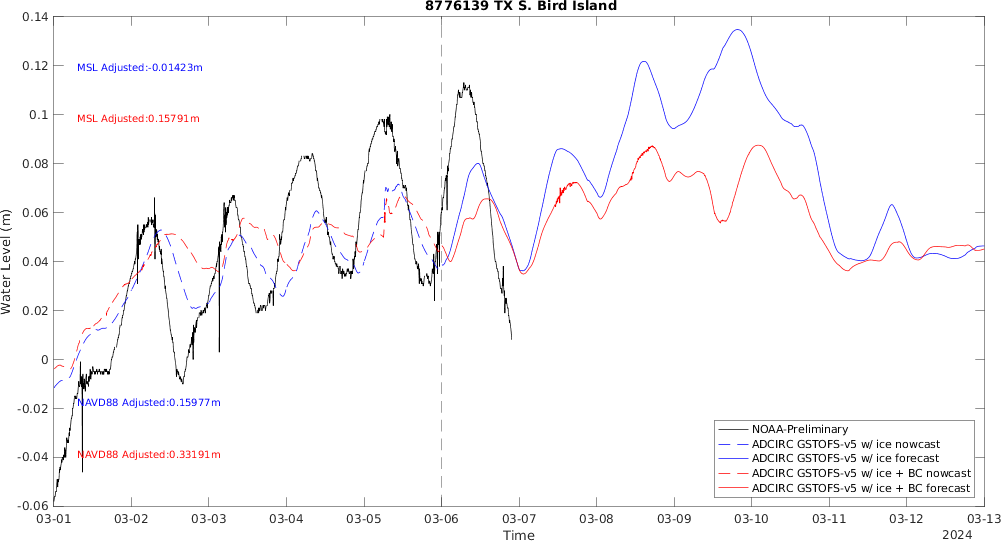 8776139 TX S. Bird Island
0.14
0.12
0.1
0.08
0.06
0.04
0.02
0
-0.02
-0.04
-0.06
Water Level (m)
MSL Adjusted:-0.01423m
MSL Adjusted:0.15791m
NAVD88 Adjusted:0.15977m
NAVD88 Adjusted:0.33191m
NOAA-Preliminary
ADCIRC GSTOFS-v5 w/ ice nowcast
ADCIRC GSTOFS-v5 w/ ice forecast
ADCIRC GSTOFS-v5 w/ ice + BC nowcast
ADCIRC GSTOFS-v5 w/ ice + BC forecast
03-01 03-02 03-03 03-04 03-05 03-06 03-07 03-08 03-09 03-10 03-11 03-12 03-13
Time
2024